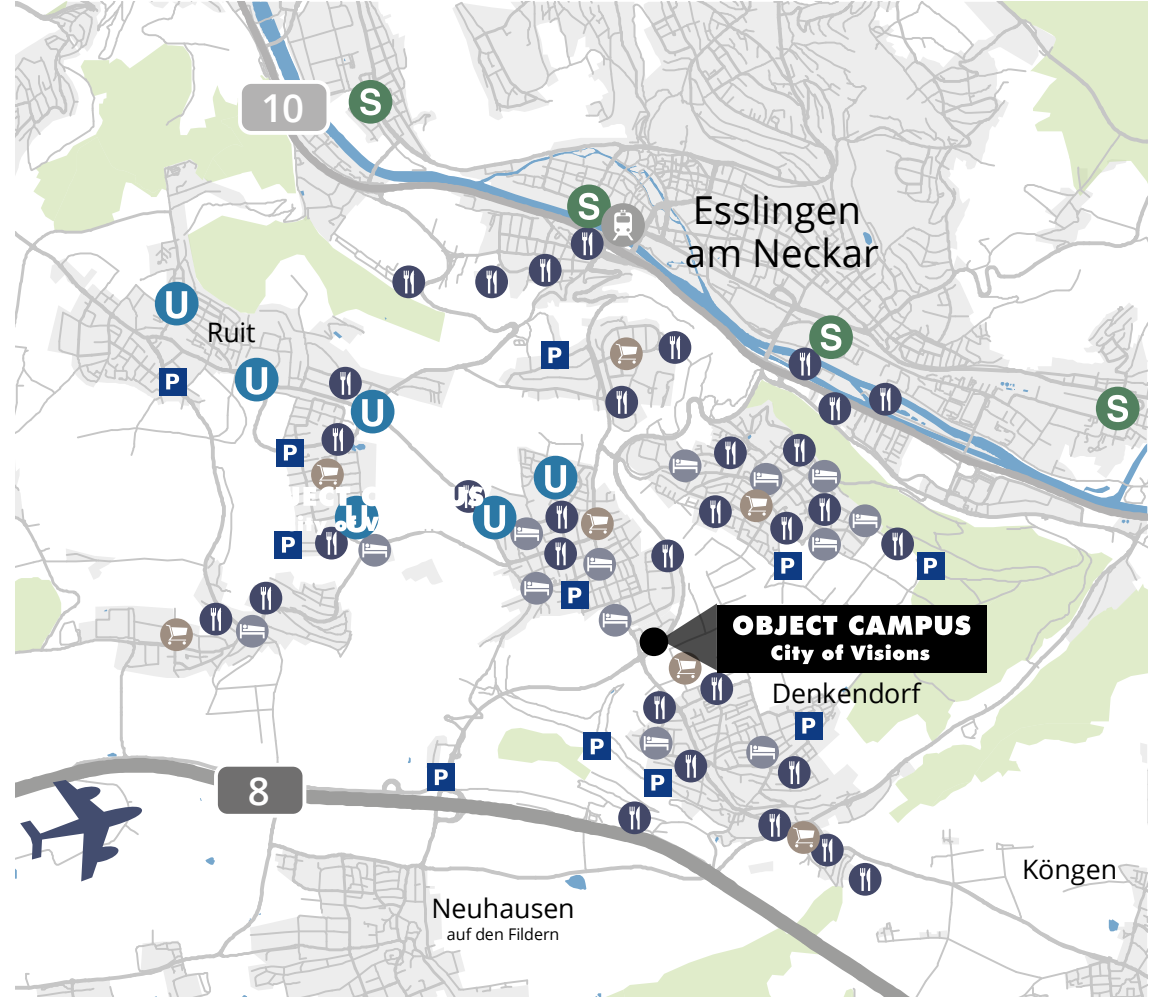 10
S
S
Esslingen
am Neckar
U
Ruit
S
P
P
U
S
U
P
U
U
U
P
P
P
P
OBJECT CAMPUS
City of Visions
Denkendorf
P
P
P
P
8
Köngen
Neuhausen
auf den Fildern